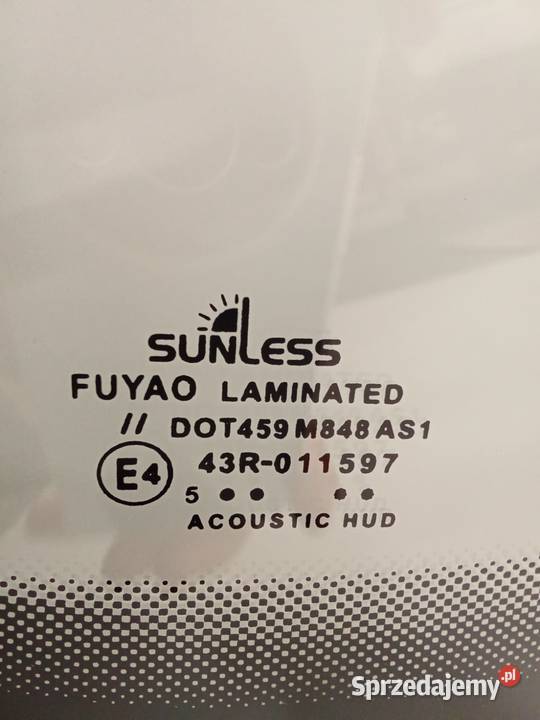 SUNLESS
FUYAO LAMINATED
// DOT459 M848 AS1
E4 43R-011597
5 ●● ●●
ACOUSTIC HUD
Sprzedajemy.pl